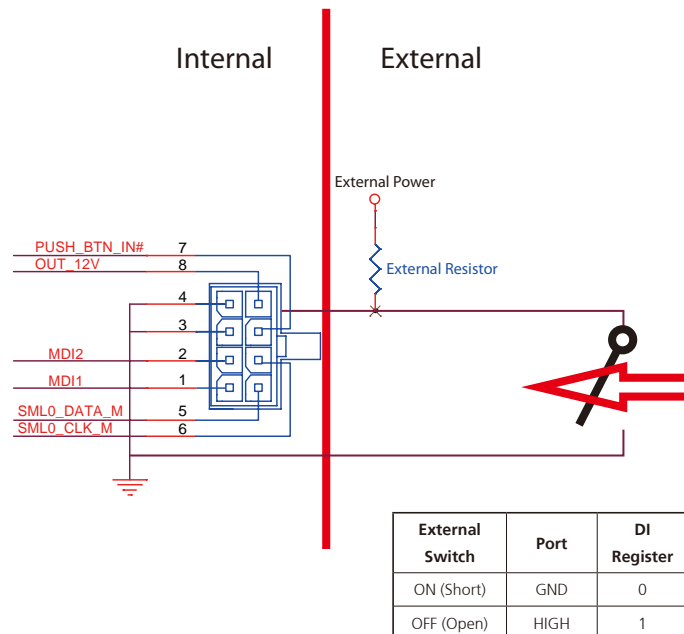 Internal
External
External Power
External Resistor
PUSH_BTN_IN# 7
OUT_12V 8
4
3
MDI2 2
MDI1 1
SML0_DATA_M 5
SML0_CLK_M 6
External Switch Port DI Register
ON (Short) GND 0
OFF (Open) HIGH 1